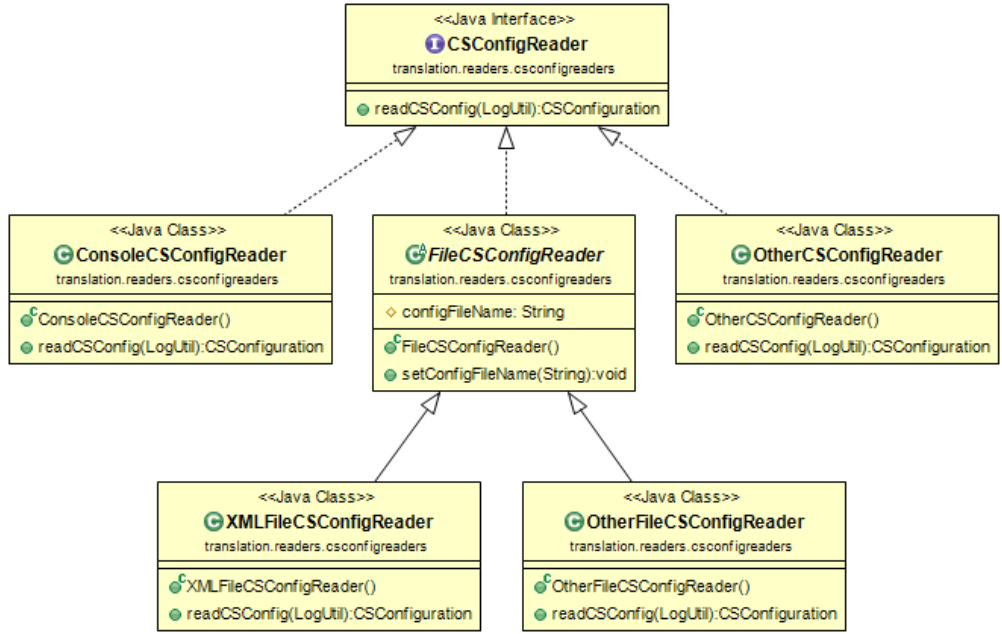 <<Java Interface>>
CSConfigReader
translation.readers.csconfigreaders
readCSConfig(LogUtil):CSConfiguration
<<Java Class>>
ConsoleCSConfigReader
translation.readers.csconfigreaders
ConsoleCSConfigReader()
readCSConfig(LogUtil):CSConfiguration
<<Java Class>>
FileCSConfigReader
translation.readers.csconfigreaders
configFileName: String
FileCSConfigReader()
setConfigFileName(String):void
<<Java Class>>
OtherCSConfigReader
translation.readers.csconfigreaders
OtherCSConfigReader()
readCSConfig(LogUtil):CSConfiguration
<<Java Class>>
XMLFileCSConfigReader
translation.readers.csconfigreaders
XMLFileCSConfigReader()
readCSConfig(LogUtil):CSConfiguration
<<Java Class>>
OtherFileCSConfigReader
translation.readers.csconfigreaders
OtherFileCSConfigReader()
readCSConfig(LogUtil):CSConfiguration